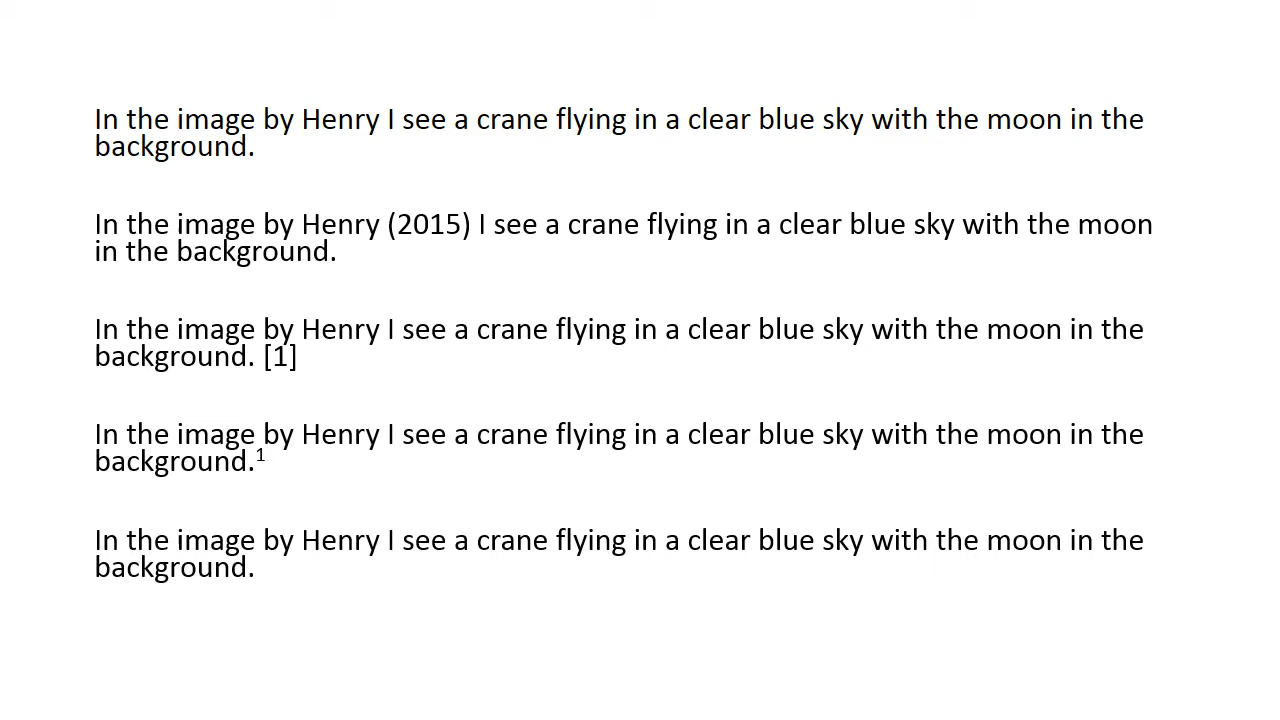 In the image by Henry I see a crane flying in a clear blue sky with the moon in the
background.
In the image by Henry (2015) I see a crane flying in a clear blue sky with the moon
in the background.
In the image by Henry I see a crane flying in a clear blue sky with the moon in the
background. [1]
In the image by Henry I see a crane flying in a clear blue sky with the moon in the
background.¹
In the image by Henry I see a crane flying in a clear blue sky with the moon in the
background.